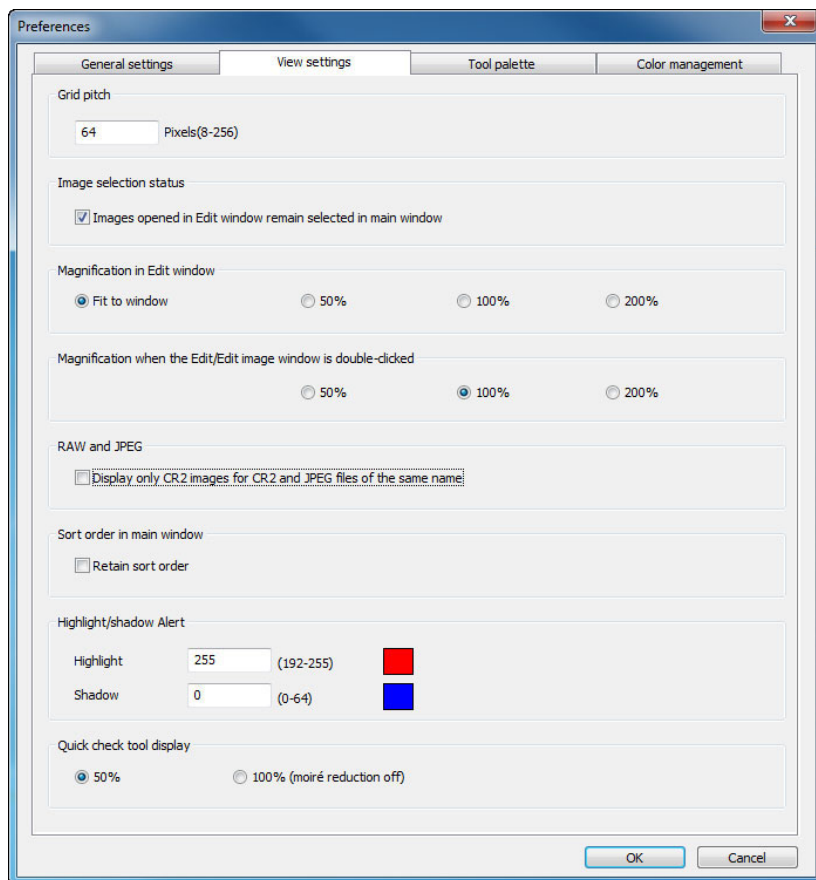 Preferences
General settings View settings Tool palette Color management
Grid pitch
64 Pixels(8-256)
Image selection status
Images opened in Edit window remain selected in main window
Magnification in Edit window
Fit to window 50% 100% 200%
Magnification when the Edit/Edit image window is double-clicked
50% 100% 200%
RAW and JPEG
Display only CR2 images for CR2 and JPEG files of the same name
Sort order in main window
Retain sort order
Highlight/shadow Alert
Highlight 255 (192-255)
Shadow 0 (0-64)
Quick check tool display
50% 100% (moiré reduction off)
OK Cancel